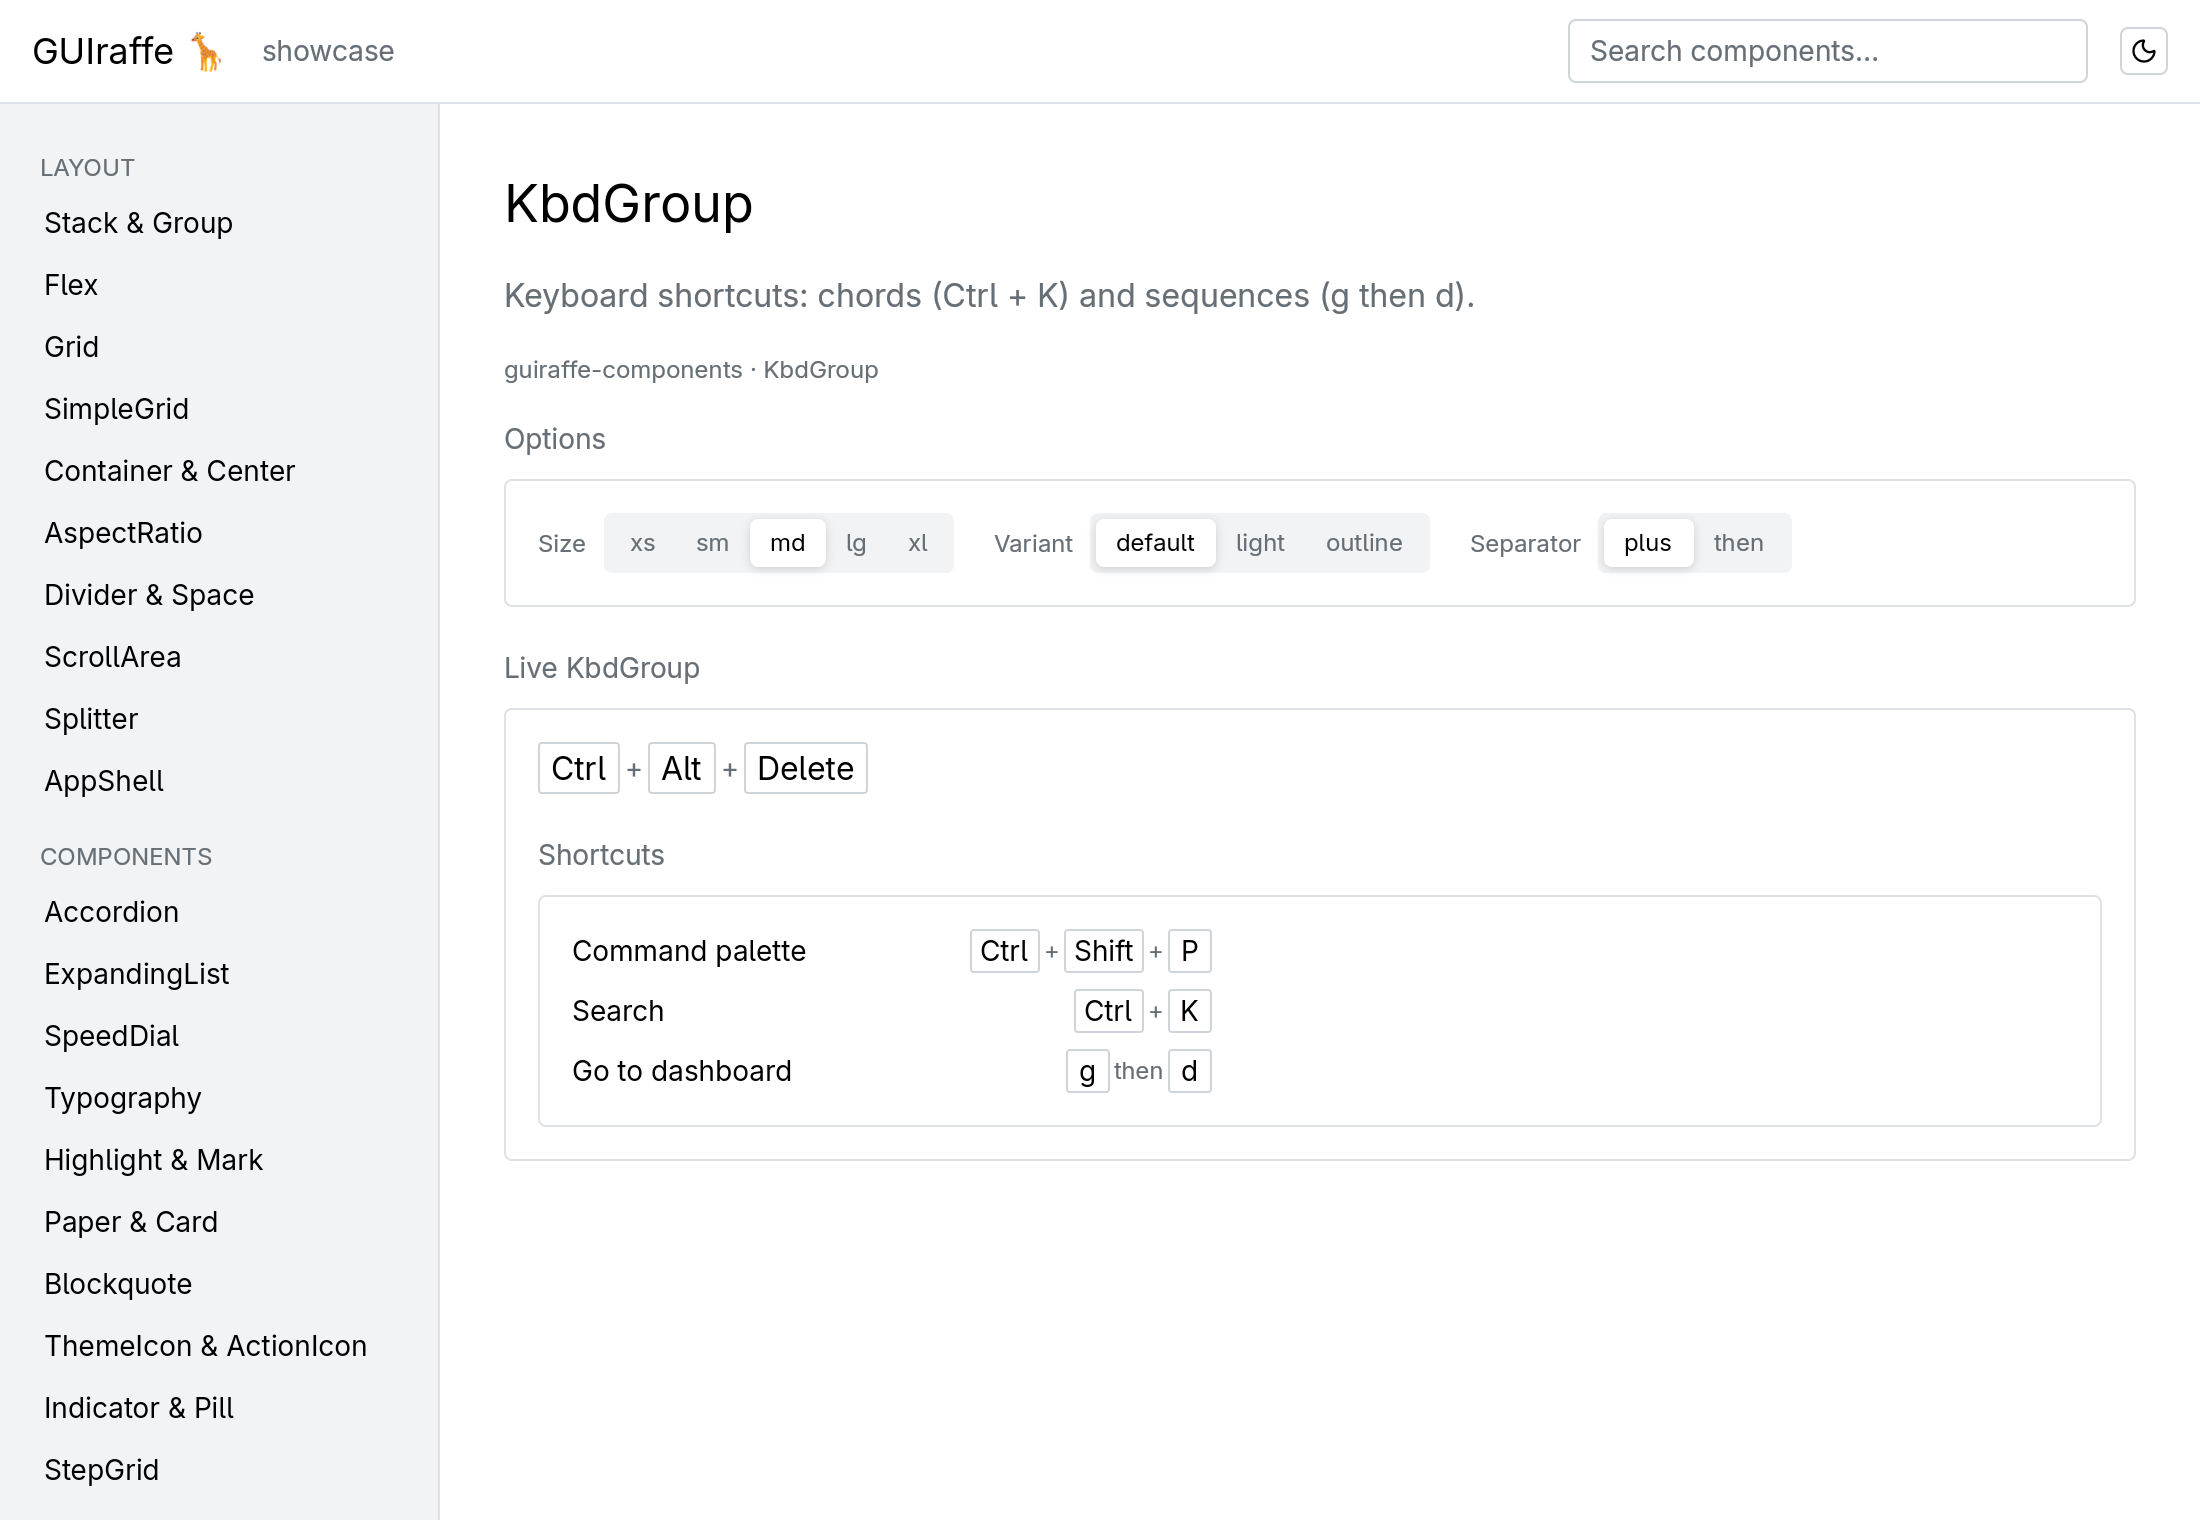 GUIraffe 🦒 showcase Search components...
LAYOUT
Stack & Group
Flex
Grid
SimpleGrid
Container & Center
AspectRatio
Divider & Space
ScrollArea
Splitter
AppShell
COMPONENTS
Accordion
ExpandingList
SpeedDial
Typography
Highlight & Mark
Paper & Card
Blockquote
ThemeIcon & ActionIcon
Indicator & Pill
StepGrid
KbdGroup
Keyboard shortcuts: chords (Ctrl + K) and sequences (g then d).
guiraffe-components · KbdGroup
Options
Size xs sm md lg xl Variant default light outline Separator plus then
Live KbdGroup
Ctrl + Alt + Delete
Shortcuts
Command palette Ctrl + Shift + P
Search Ctrl + K
Go to dashboard g then d